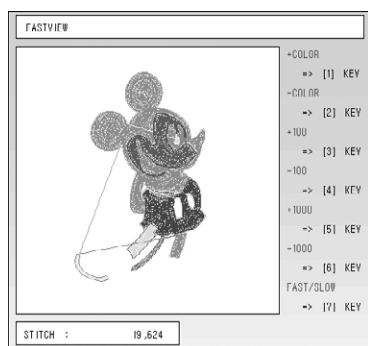 FASTVIEW
+COLOR
=> [1] KEY
-COLOR
=> [2] KEY
+100
=> [3] KEY
-100
=> [4] KEY
+1000
=> [5] KEY
-1000
=> [6] KEY
FAST/SLOW
=> [7] KEY
STITCH : 19,624